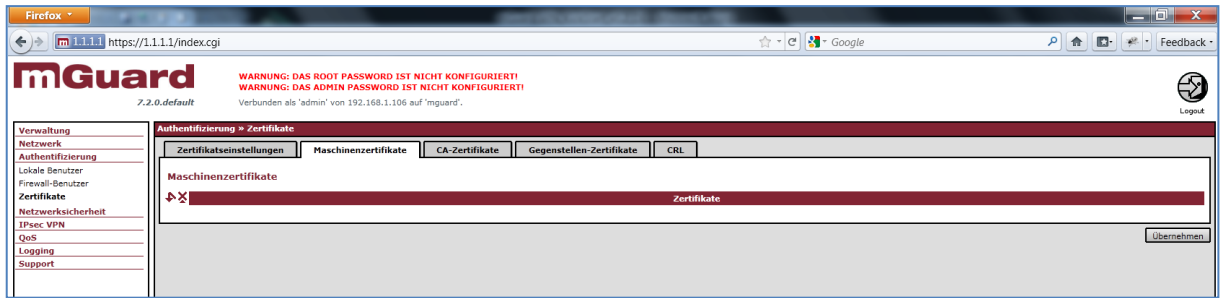 Firefox
1.1.1.1 https://1.1.1.1/index.cgi
Google
Feedback
mGuard
7.2.0.default
WARNUNG: DAS ROOT PASSWORD IST NICHT KONFIGURIERT!
WARNUNG: DAS ADMIN PASSWORD IST NICHT KONFIGURIERT!
Verbunden als 'admin' von 192.168.1.106 auf 'mguard'.
Logout
Verwaltung
Netzwerk
Authentifizierung
Lokale Benutzer
Firewall-Benutzer
Zertifikate
Netzwerksicherheit
IPsec VPN
QoS
Logging
Support
Authentifizierung » Zertifikate
Zertifikatseinstellungen Maschinenzertifikate CA-Zertifikate Gegenstellen-Zertifikate CRL
Maschinenzertifikate
Zertifikate
Übernehmen